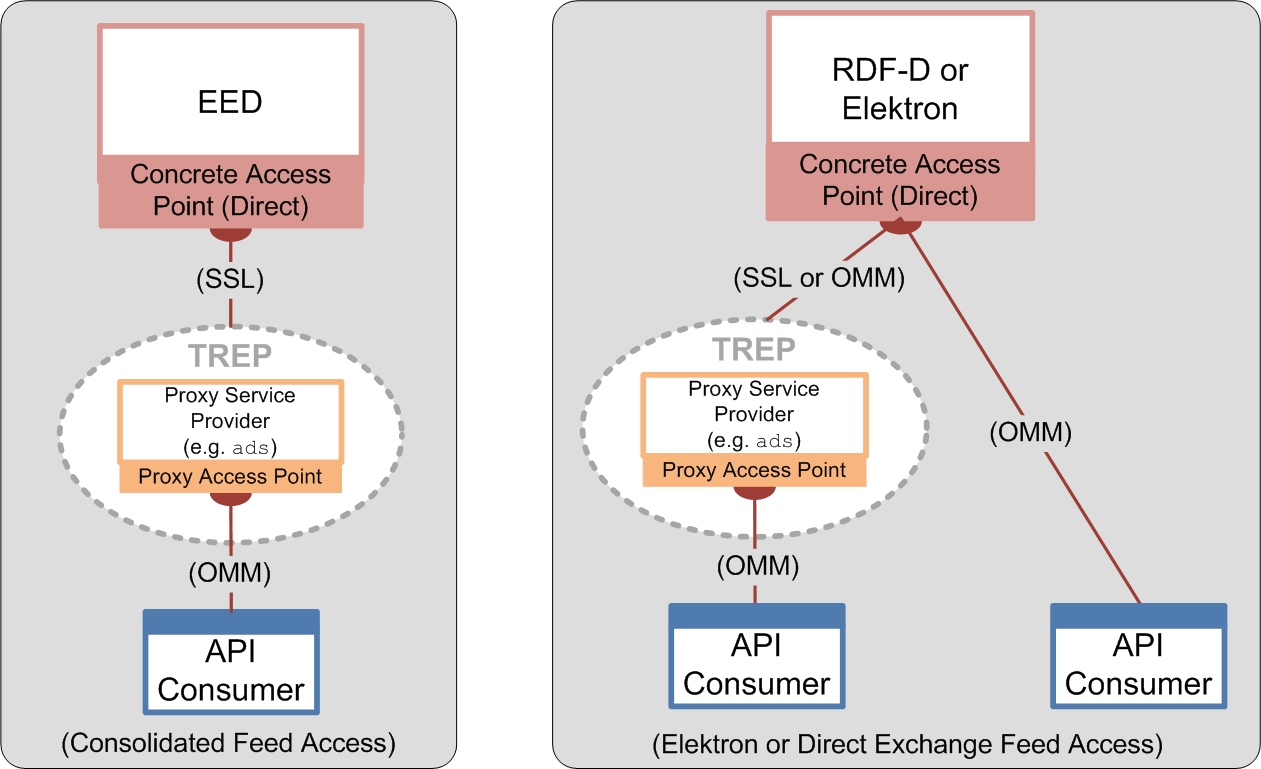 EED
Concrete Access
Point (Direct)
(SSL)
TREP
Proxy Service
Provider
(e.g. ads)
Proxy Access Point
(OMM)
API
Consumer
(Consolidated Feed Access)
RDF-D or
Elektron
Concrete Access
Point (Direct)
(SSL or OMM)
TREP
Proxy Service
Provider
(e.g. ads)
Proxy Access Point
(OMM)
(OMM)
API
Consumer
API
Consumer
(Elektron or Direct Exchange Feed Access)